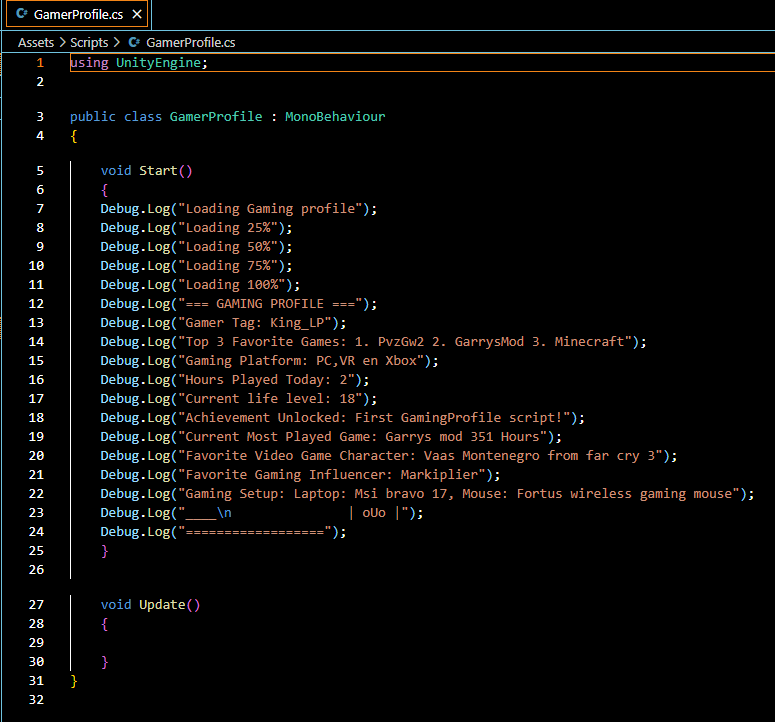 GamerProfile.cs
Assets > Scripts > GamerProfile.cs
1 using UnityEngine;
2
3 public class GamerProfile : MonoBehaviour
4 {
5     void Start()
6     {
7     Debug.Log("Loading Gaming profile");
8     Debug.Log("Loading 25%");
9     Debug.Log("Loading 50%");
10     Debug.Log("Loading 75%");
11     Debug.Log("Loading 100%");
12     Debug.Log("=== GAMING PROFILE ===");
13     Debug.Log("Gamer Tag: King_LP");
14     Debug.Log("Top 3 Favorite Games: 1. PvzGw2 2. GarrysMod 3. Minecraft");
15     Debug.Log("Gaming Platform: PC,VR en Xbox");
16     Debug.Log("Hours Played Today: 2");
17     Debug.Log("Current life level: 18");
18     Debug.Log("Achievement Unlocked: First GamingProfile script!");
19     Debug.Log("Current Most Played Game: Garrys mod 351 Hours");
20     Debug.Log("Favorite Video Game Character: Vaas Montenegro from far cry 3");
21     Debug.Log("Favorite Gaming Influencer: Markiplier");
22     Debug.Log("Gaming Setup: Laptop: Msi bravo 17, Mouse: Fortus wireless gaming mouse");
23     Debug.Log("____\n               | oUo |");
24     Debug.Log("==================");
25     }
26
27     void Update()
28     {
29
30     }
31 }
32